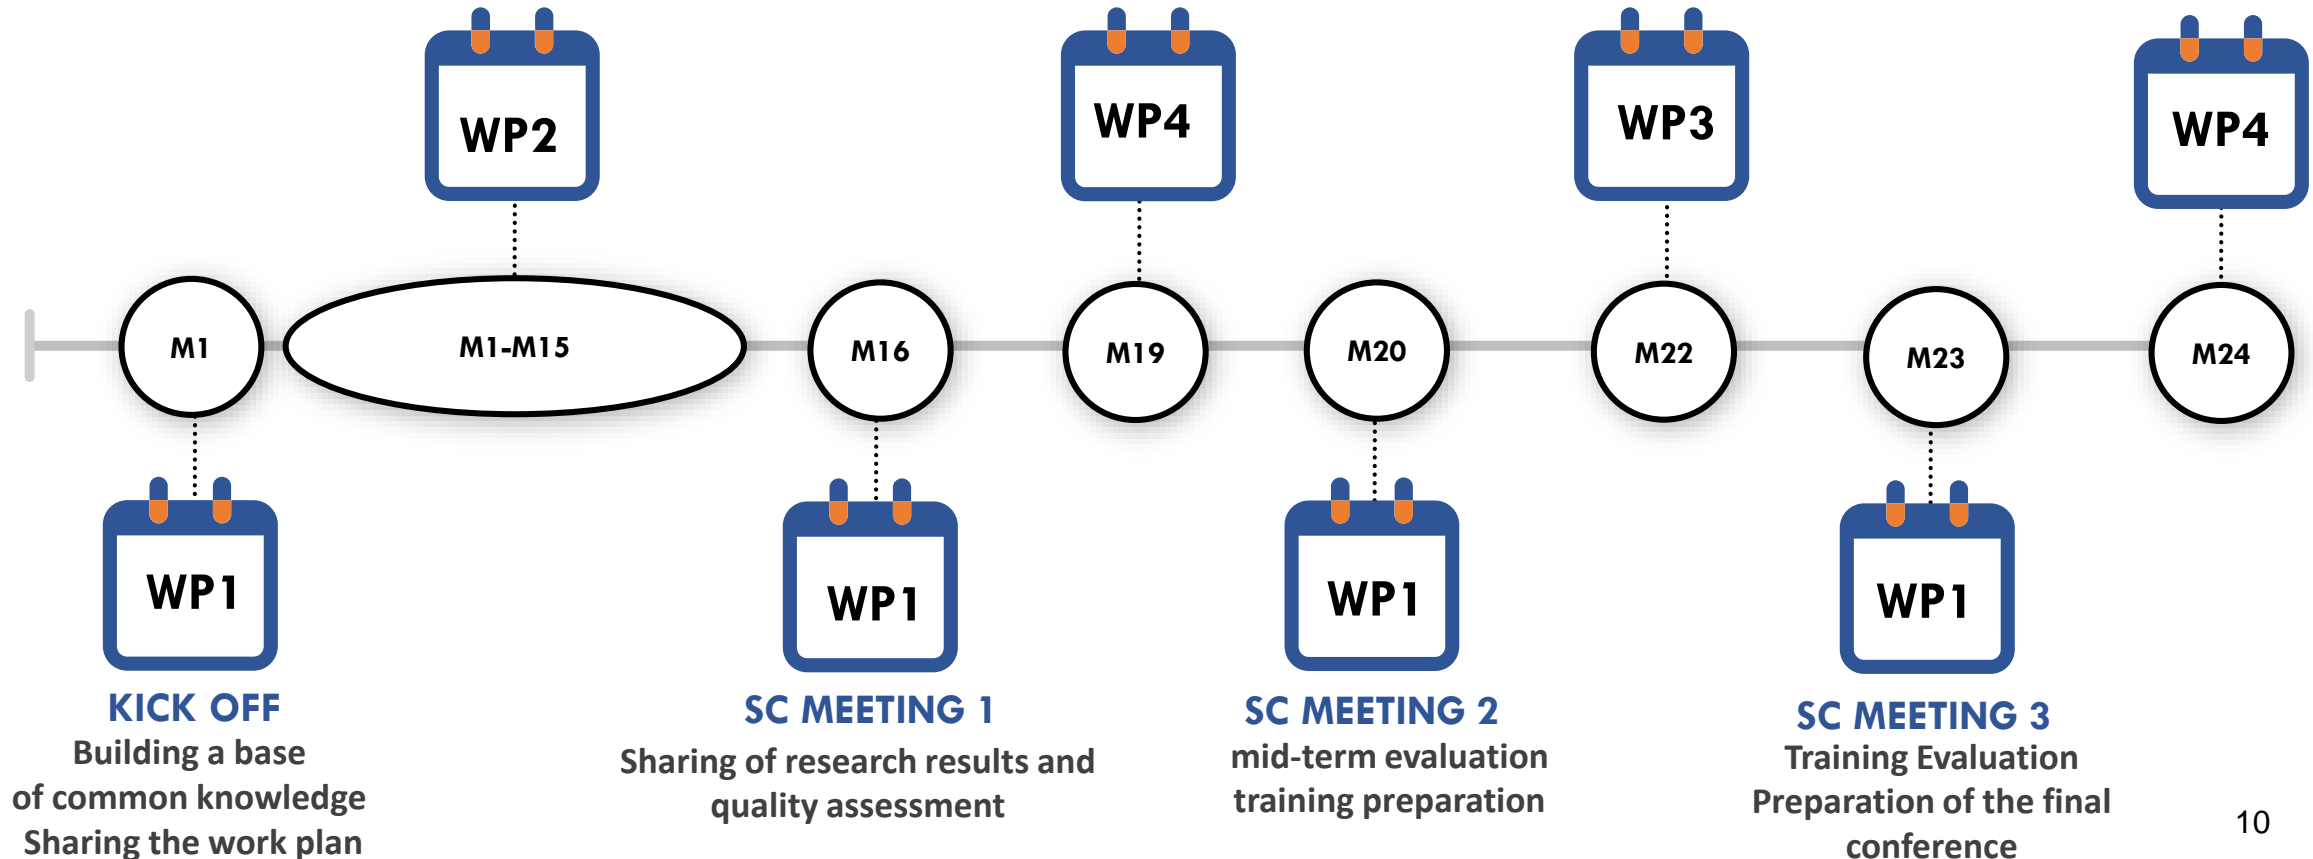 WP2
WP4
WP3
WP4
M1
M1-M15
M16
M19
M20
M22
M23
M24
WP1
WP1
WP1
WP1
KICK OFF
Building a base
of common knowledge
Sharing the work plan
SC MEETING 1
Sharing of research results and
quality assessment
SC MEETING 2
mid-term evaluation
training preparation
SC MEETING 3
Training Evaluation
Preparation of the final
conference
10